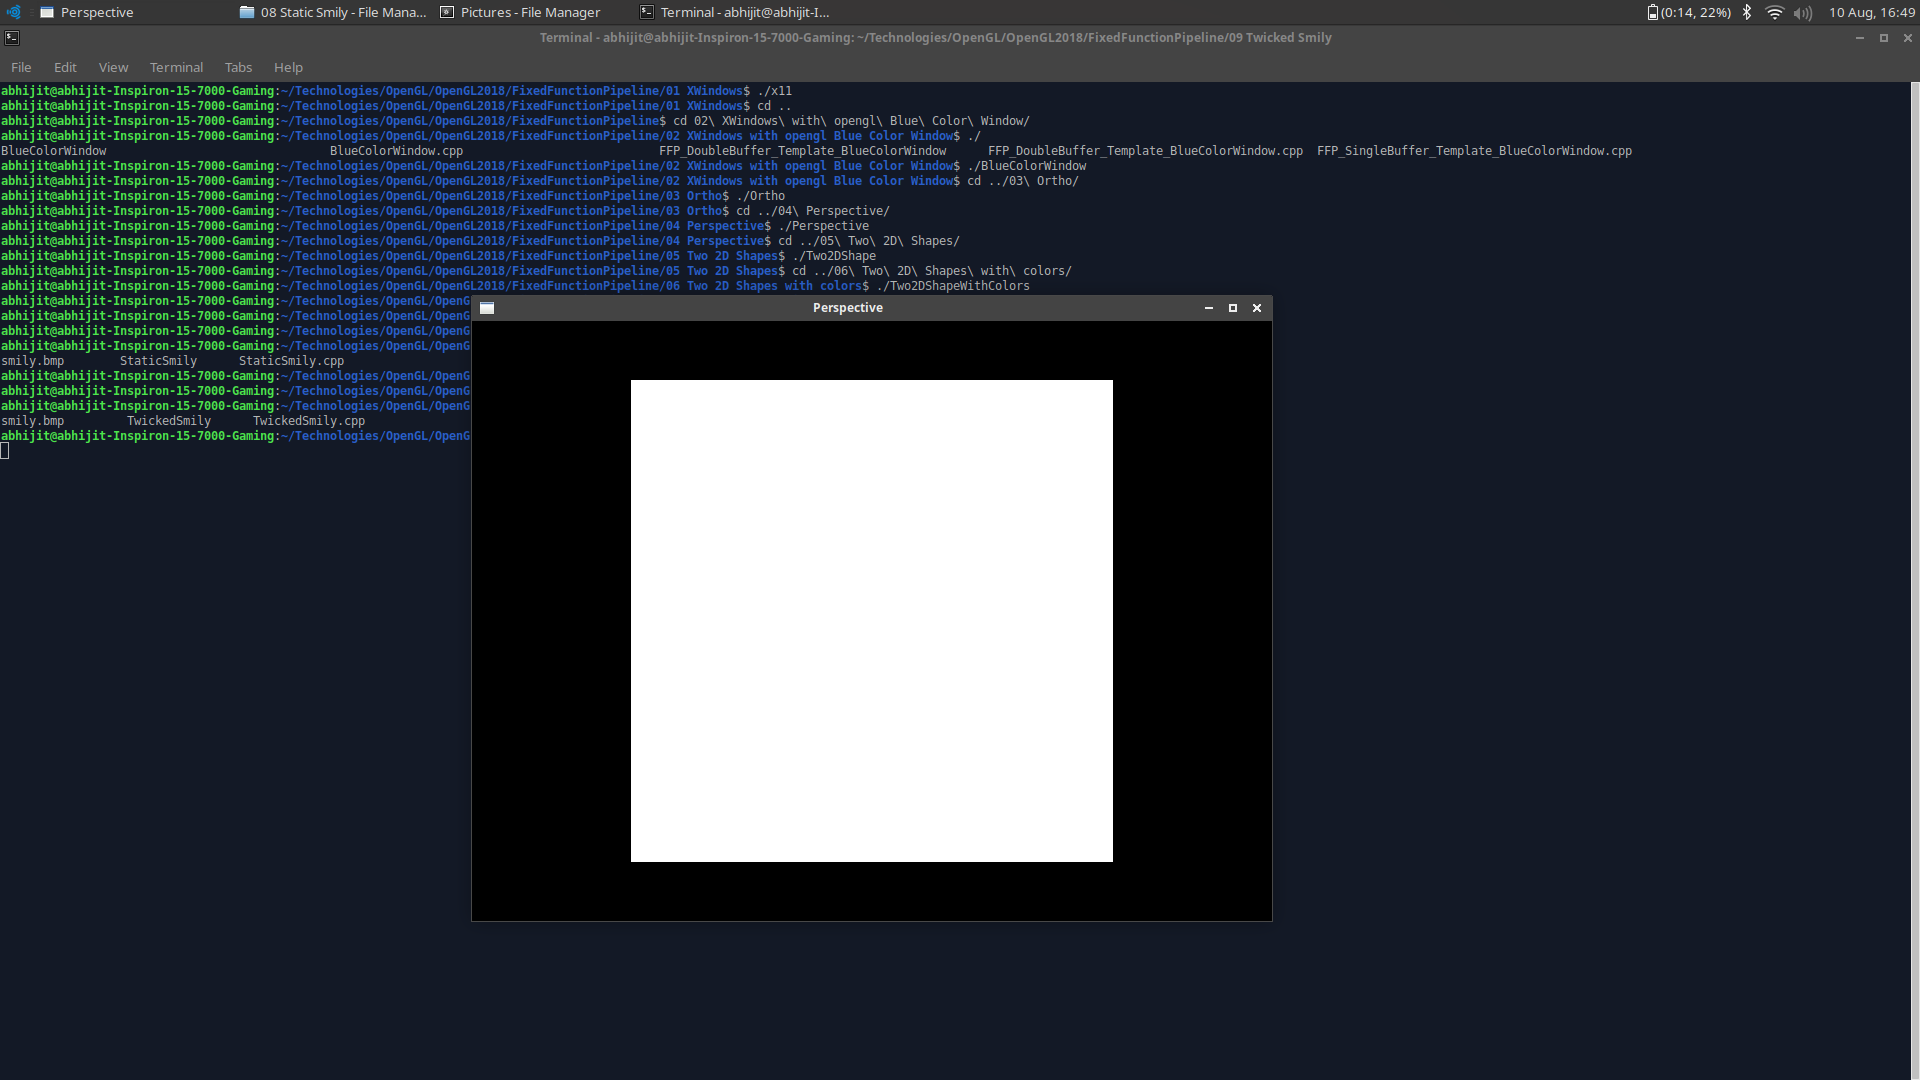 Perspective 08 Static Smily - File Mana... Pictures - File Manager Terminal - abhijit@abhijit-I... (0:14, 22%) 10 Aug, 16:49
Terminal - abhijit@abhijit-Inspiron-15-7000-Gaming: ~/Technologies/OpenGL/OpenGL2018/FixedFunctionPipeline/09 Twicked Smily
File Edit View Terminal Tabs Help
abhijit@abhijit-Inspiron-15-7000-Gaming:~/Technologies/OpenGL/OpenGL2018/FixedFunctionPipeline/01 XWindows$ ./x11
abhijit@abhijit-Inspiron-15-7000-Gaming:~/Technologies/OpenGL/OpenGL2018/FixedFunctionPipeline/01 XWindows$ cd ..
abhijit@abhijit-Inspiron-15-7000-Gaming:~/Technologies/OpenGL/OpenGL2018/FixedFunctionPipeline$ cd 02\ XWindows\ with\ opengl\ Blue\ Color\ Window/
abhijit@abhijit-Inspiron-15-7000-Gaming:~/Technologies/OpenGL/OpenGL2018/FixedFunctionPipeline/02 XWindows with opengl Blue Color Window$ ./
BlueColorWindow BlueColorWindow.cpp FFP_DoubleBuffer_Template_BlueColorWindow FFP_DoubleBuffer_Template_BlueColorWindow.cpp FFP_SingleBuffer_Template_BlueColorWindow.cpp
abhijit@abhijit-Inspiron-15-7000-Gaming:~/Technologies/OpenGL/OpenGL2018/FixedFunctionPipeline/02 XWindows with opengl Blue Color Window$ ./BlueColorWindow
abhijit@abhijit-Inspiron-15-7000-Gaming:~/Technologies/OpenGL/OpenGL2018/FixedFunctionPipeline/02 XWindows with opengl Blue Color Window$ cd ../03\ Ortho/
abhijit@abhijit-Inspiron-15-7000-Gaming:~/Technologies/OpenGL/OpenGL2018/FixedFunctionPipeline/03 Ortho$ ./Ortho
abhijit@abhijit-Inspiron-15-7000-Gaming:~/Technologies/OpenGL/OpenGL2018/FixedFunctionPipeline/03 Ortho$ cd ../04\ Perspective/
abhijit@abhijit-Inspiron-15-7000-Gaming:~/Technologies/OpenGL/OpenGL2018/FixedFunctionPipeline/04 Perspective$ ./Perspective
abhijit@abhijit-Inspiron-15-7000-Gaming:~/Technologies/OpenGL/OpenGL2018/FixedFunctionPipeline/04 Perspective$ cd ../05\ Two\ 2D\ Shapes/
abhijit@abhijit-Inspiron-15-7000-Gaming:~/Technologies/OpenGL/OpenGL2018/FixedFunctionPipeline/05 Two 2D Shapes$ ./Two2DShape
abhijit@abhijit-Inspiron-15-7000-Gaming:~/Technologies/OpenGL/OpenGL2018/FixedFunctionPipeline/05 Two 2D Shapes$ cd ../06\ Two\ 2D\ Shapes\ with\ colors/
abhijit@abhijit-Inspiron-15-7000-Gaming:~/Technologies/OpenGL/OpenGL2018/FixedFunctionPipeline/06 Two 2D Shapes with colors$ ./Two2DShapeWithColors
abhijit@abhijit-Inspiron-15-7000-Gaming:~/Technologies/OpenGL/OpenG
abhijit@abhijit-Inspiron-15-7000-Gaming:~/Technologies/OpenGL/OpenG
abhijit@abhijit-Inspiron-15-7000-Gaming:~/Technologies/OpenGL/OpenG
abhijit@abhijit-Inspiron-15-7000-Gaming:~/Technologies/OpenGL/OpenG
smily.bmp StaticSmily StaticSmily.cpp
abhijit@abhijit-Inspiron-15-7000-Gaming:~/Technologies/OpenGL/OpenG
abhijit@abhijit-Inspiron-15-7000-Gaming:~/Technologies/OpenGL/OpenG
abhijit@abhijit-Inspiron-15-7000-Gaming:~/Technologies/OpenGL/OpenG
smily.bmp TwickedSmily TwickedSmily.cpp
abhijit@abhijit-Inspiron-15-7000-Gaming:~/Technologies/OpenGL/OpenG
Perspective